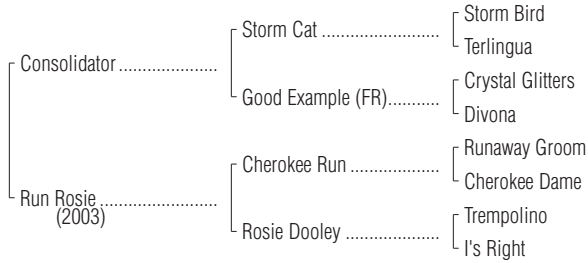 Storm Bird
Storm Cat ........................
Terlingua
Consolidator ....................
Crystal Glitters
Good Example (FR)...........
Divona
Runaway Groom
Cherokee Run ..................
Cherokee Dame
Run Rosie ........................
(2003)
Trempolino
Rosie Dooley ...................
I's Right